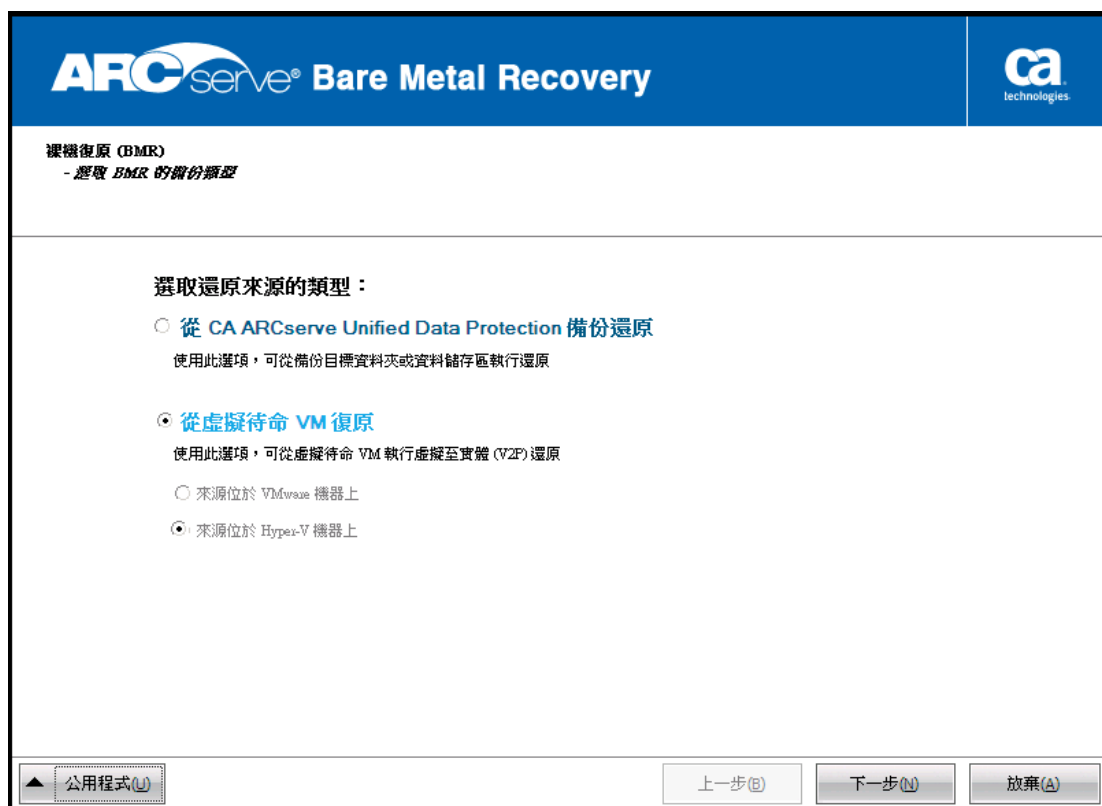 ARCserve® Bare Metal Recovery
ca technologies
裸機復原 (BMR)
- 選取 BMR 的備份類型
選取還原來源的類型：
從 CA ARCserve Unified Data Protection 備份還原
使用此選項，可從備份目標資料夾或資料儲存區執行還原
從虛擬待命 VM 復原
使用此選項，可從虛擬待命 VM 執行虛擬至實體 (V2P) 還原
來源位於 VMware 機器上
來源位於 Hyper-V 機器上
公用程式(U)
上一步(B)
下一步(N)
放棄(A)